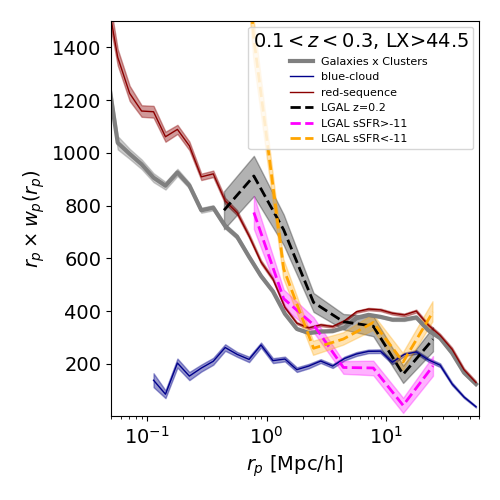 0.1 < z < 0.3, LX>44.5
Galaxies x Clusters
blue-cloud
red-sequence
LGAL z=0.2
LGAL sSFR>-11
LGAL sSFR<-11
1400
1200
1000
800
600
400
200
r_p × w_p(r_p)
10^{-1}
10^0
10^1
r_p [Mpc/h]